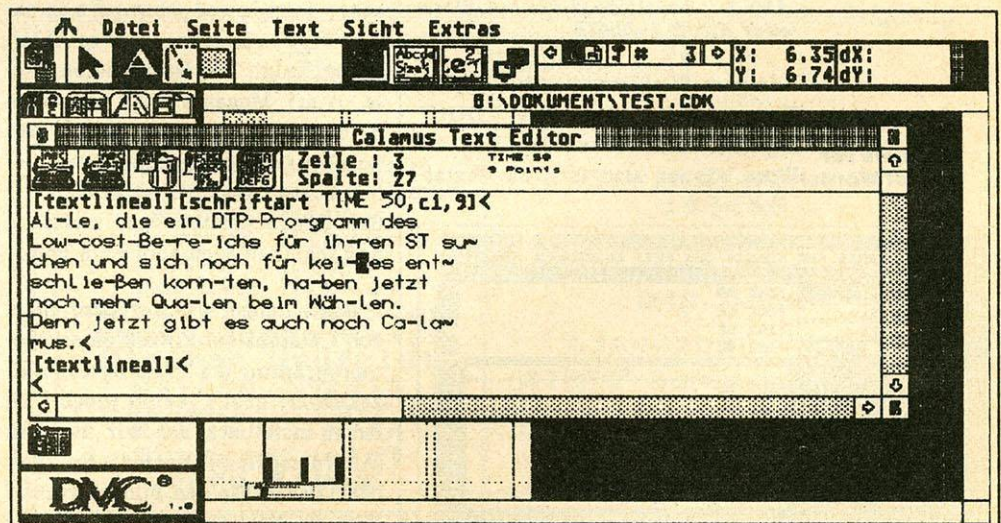 Datei Seite Text Sicht Extras
Abcd
Size
# 3 X: 6.35 dX:
Y: 6.74 dY:
B:\DOKUMENT\TEST.CDK
Calamus Text Editor
Zeile : 3 TIME 50
Spalte: 27 9 Points
[textlineal][schriftart TIME 50,ci,9]<
Al-le, die ein DTP-Pro-gramm des
Low-cost-Be-re-ichs für ih-ren ST su~
chen und sich noch für kei-es ent~
schlie-ßen konn-ten, ha-ben jetzt
noch mehr Qua-len beim Wäh-len.
Denn jetzt gibt es auch noch Ca-la~
mus.<
[textlineal]<
<
DMC®